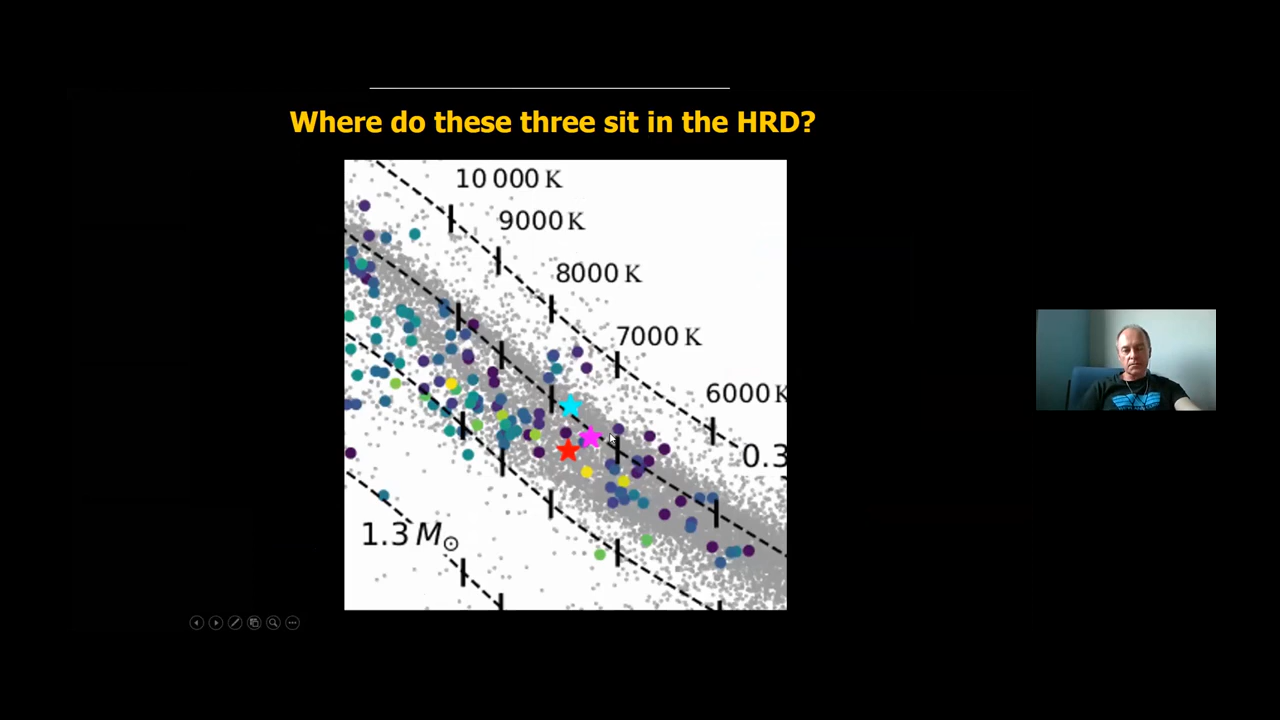 Where do these three sit in the HRD?
10 000 K
9000 K
8000 K
7000 K
6000 K
0.3
1.3 M☉